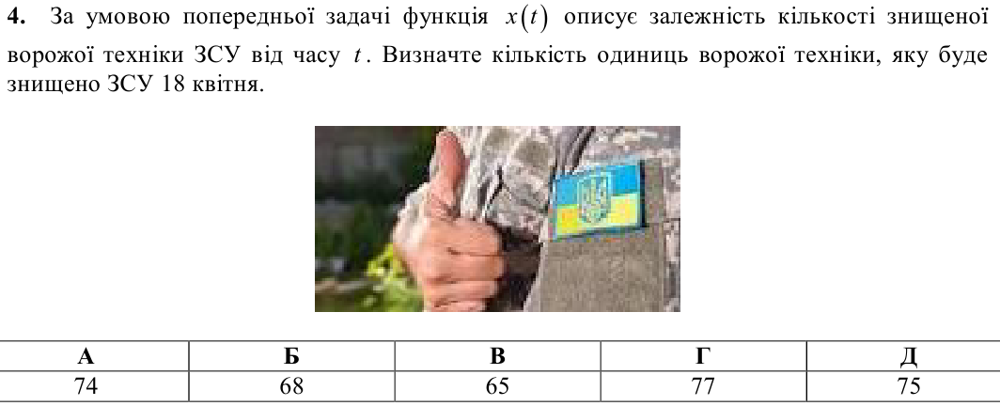 4. За умовою попередньої задачі функція x(t) описує залежність кількості знищеної
ворожої техніки ЗСУ від часу t. Визначте кількість одиниць ворожої техніки, яку буде
знищено ЗСУ 18 квітня.
А Б В Г Д
74 68 65 77 75